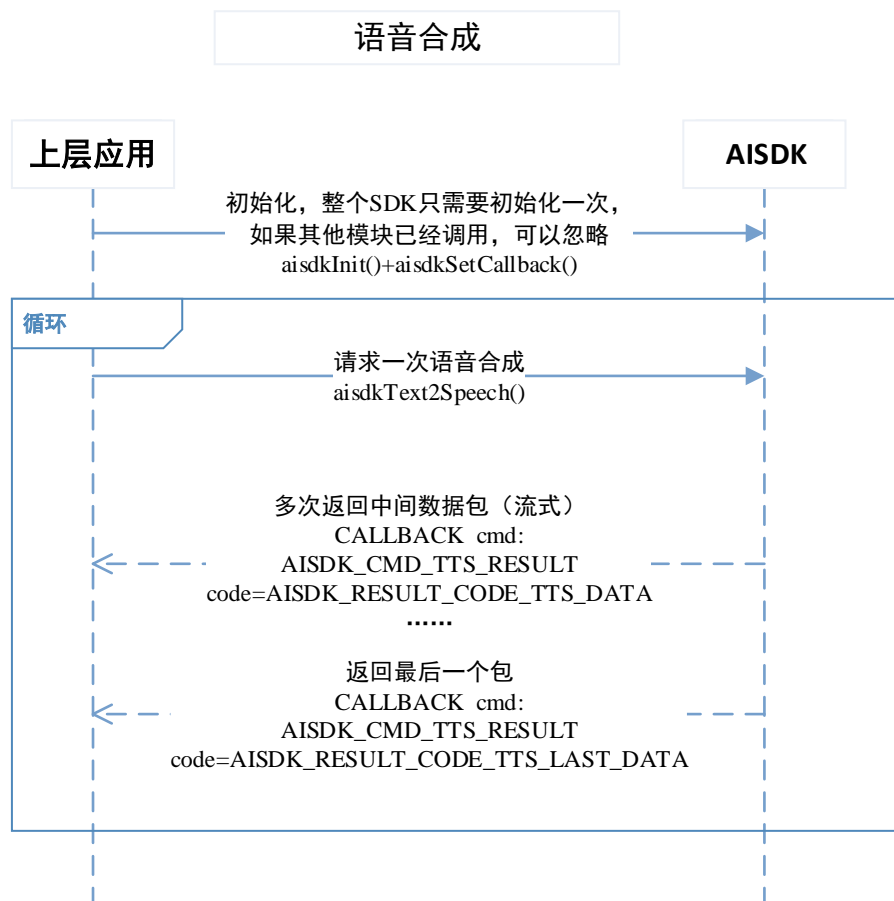 语音合成
上层应用
AISDK
初始化，整个SDK只需要初始化一次，
如果其他模块已经调用，可以忽略
aisdkInit()+aisdkSetCallback()
循环
请求一次语音合成
aisdkText2Speech()
多次返回中间数据包（流式）
CALLBACK cmd:
AISDK_CMD_TTS_RESULT
code=AISDK_RESULT_CODE_TTS_DATA
……
返回最后一个包
CALLBACK cmd:
AISDK_CMD_TTS_RESULT
code=AISDK_RESULT_CODE_TTS_LAST_DATA